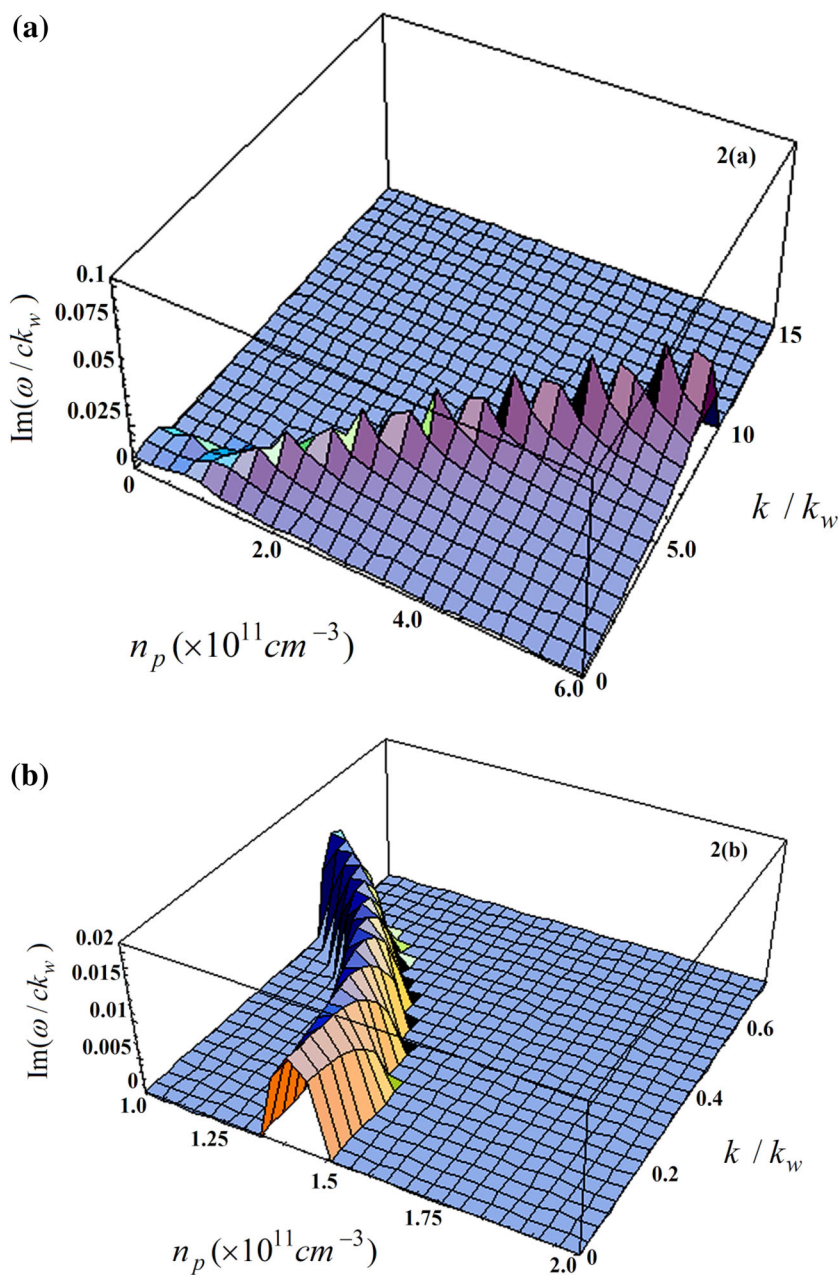 (a)
2(a)
0.1
0.075
0.05
0.025
0
Im(ω / ck_w)
0
2.0
4.0
6.0
n_p (×10^11 cm^−3)
0
5.0
10
15
k / k_w
(b)
2(b)
0.02
0.015
0.01
0.005
0
Im(ω/ ck_w)
1.0
1.25
1.5
1.75
2.0
n_p (×10^11 cm^−3)
0
0.2
0.4
0.6
k / k_w